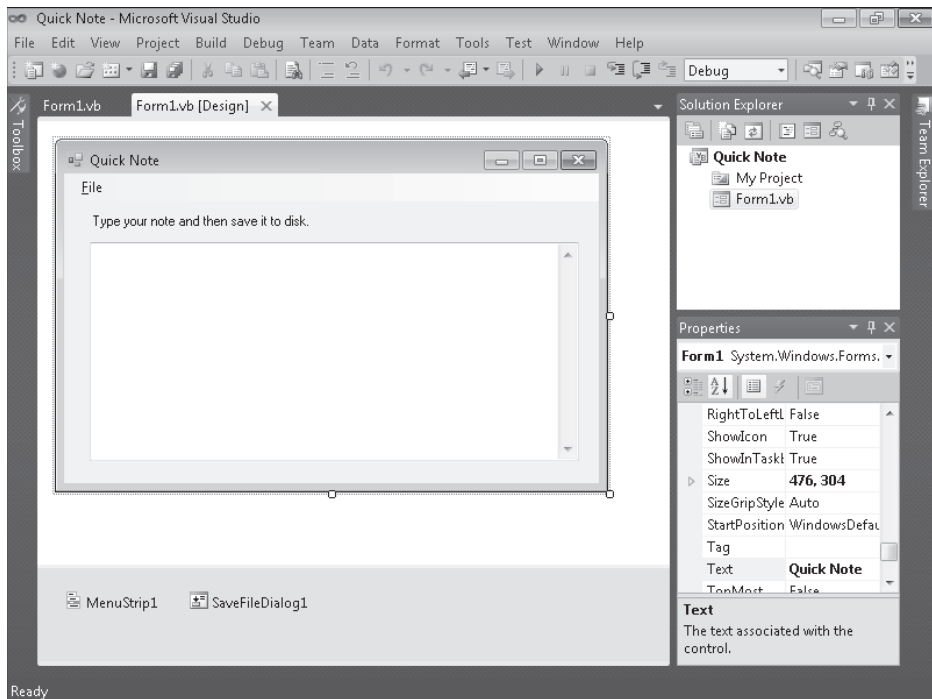 Quick Note - Microsoft Visual Studio
File Edit View Project Build Debug Team Data Format Tools Test Window Help
Debug
Toolbox
Form1.vb
Form1.vb [Design]
Quick Note
File
Type your note and then save it to disk.
MenuStrip1
SaveFileDialog1
Solution Explorer
Quick Note
My Project
Form1.vb
Team Explorer
Properties
Form1 System.Windows.Forms.
RightToLeftL False
ShowIcon True
ShowInTaskb True
Size 476, 304
SizeGripStyle Auto
StartPosition WindowsDefau
Tag
Text Quick Note
TopMost False
Text
The text associated with the
control.
Ready